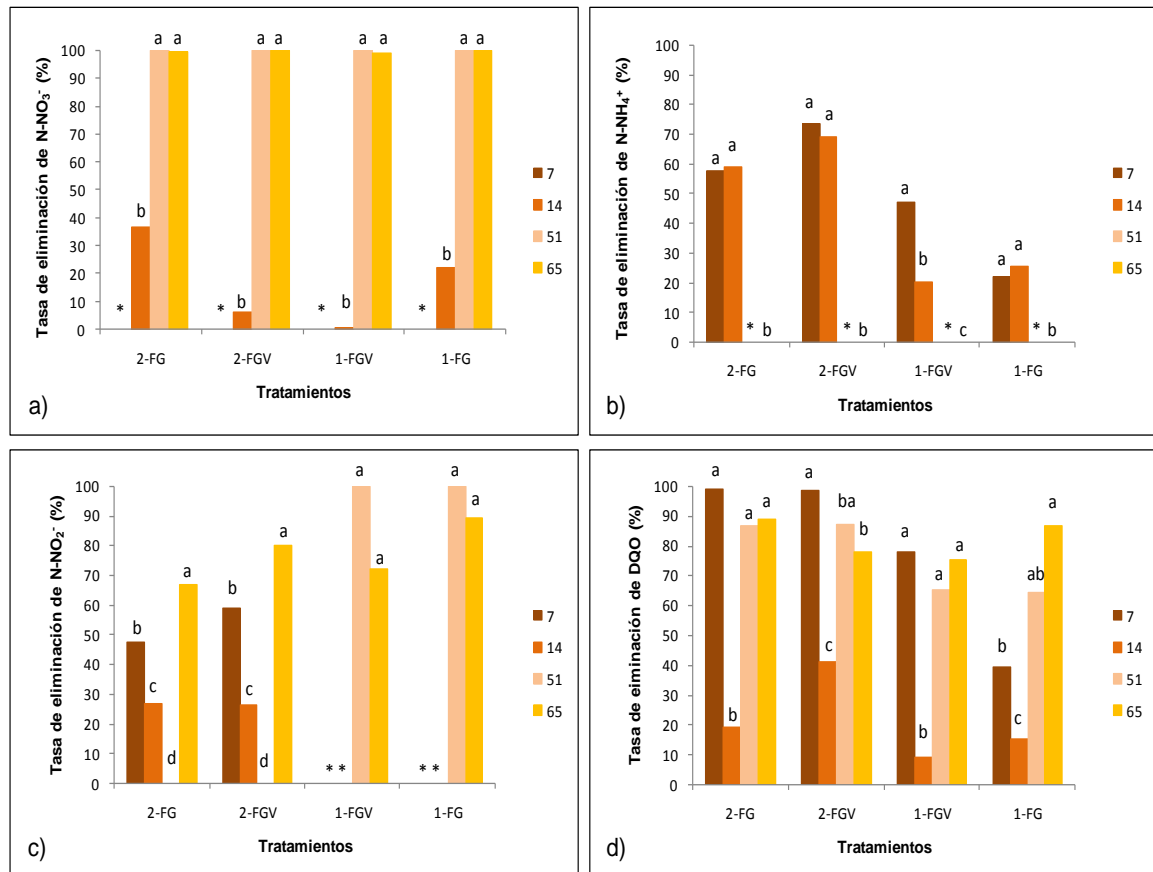 a a a a a a a a
100
90
80
70
60
50
40
30
20
10
0
Tasa de eliminación de N-NO₃⁻ (%)
* b * b * b * b
2-FG 2-FGV 1-FGV 1-FG
Tratamientos
7
14
51
65
a)
100
90
80
70
60
50
40
30
20
10
0
Tasa de eliminación de N-NH₄⁺ (%)
a a * b a a * b a b * c a a * b
2-FG 2-FGV 1-FGV 1-FG
Tratamientos
7
14
51
65
b)
100
90
80
70
60
50
40
30
20
10
0
Tasa de eliminación de N-NO₂⁻ (%)
b c d a b c d a * * a a * * a a
2-FG 2-FGV 1-FGV 1-FG
Tratamientos
7
14
51
65
c)
100
90
80
70
60
50
40
30
20
10
0
Tasa de eiminación de DQO (%)
a b a a a c ba b a b a a b c ab a
2-FG 2-FGV 1-FGV 1-FG
Tratamientos
7
14
51
65
d)